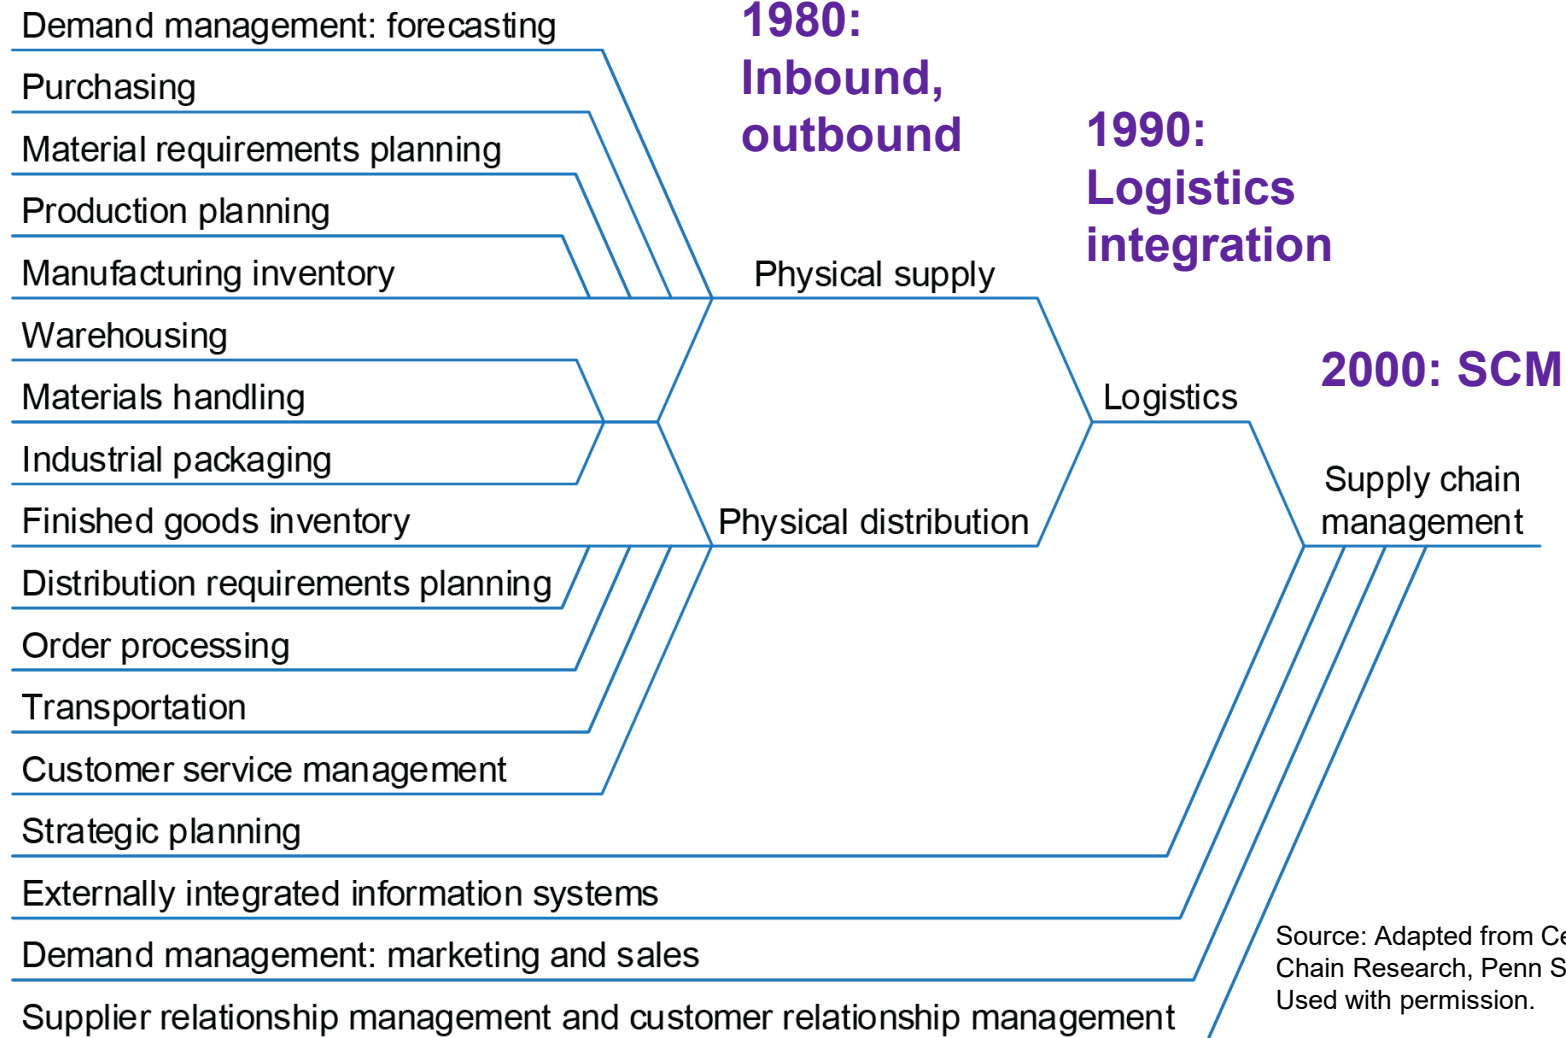 Demand management: forecasting
Purchasing
Material requirements planning
Production planning
Manufacturing inventory
Warehousing
Materials handling
Industrial packaging
Finished goods inventory
Distribution requirements planning
Order processing
Transportation
Customer service management
Strategic planning
Externally integrated information systems
Demand management: marketing and sales
Supplier relationship management and customer relationship management
1980:
Inbound,
outbound
Physical supply
Physical distribution
1990:
Logistics
integration
Logistics
2000: SCM
Supply chain
management
Source: Adapted from
Chain Research, Penn
Used with permission.